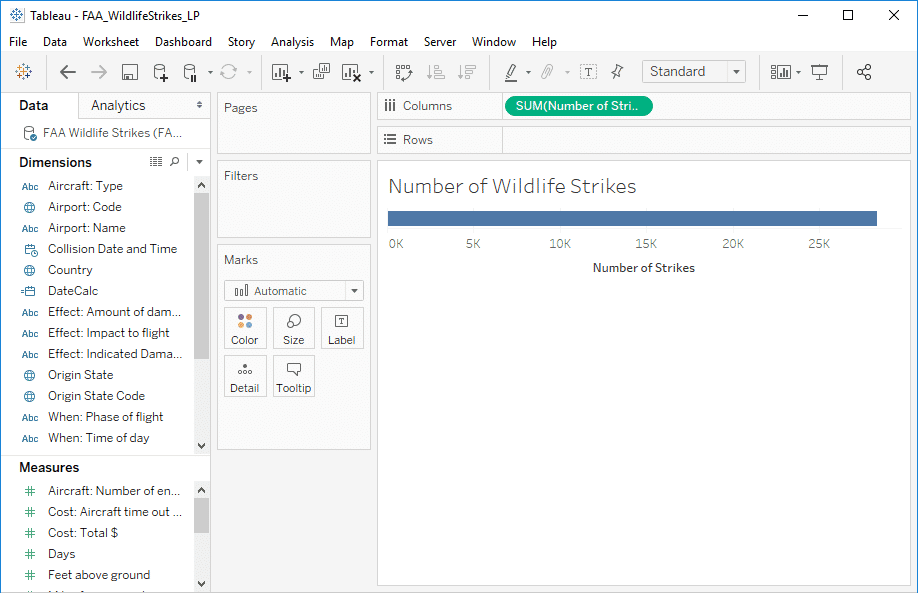 Tableau - FAA_WildlifeStrikes_LP
File Data Worksheet Dashboard Story Analysis Map Format Server Window Help
Standard
Data Analytics
FAA Wildlife Strikes (FA...
Dimensions
Abc Aircraft: Type
Airport: Code
Abc Airport: Name
Collision Date and Time
Country
DateCalc
Abc Effect: Amount of dam...
Abc Effect: Impact to flight
Abc Effect: Indicated Dama...
Origin State
Origin State Code
Abc When: Phase of flight
Abc When: Time of day
Measures
# Aircraft: Number of en...
# Cost: Aircraft time out ...
# Cost: Total $
# Days
# Feet above ground
Pages
Filters
Marks
Automatic
Color Size T Label
Detail Tooltip
Columns SUM(Number of Stri..
Rows
Number of Wildlife Strikes
0K 5K 10K 15K 20K 25K
Number of Strikes